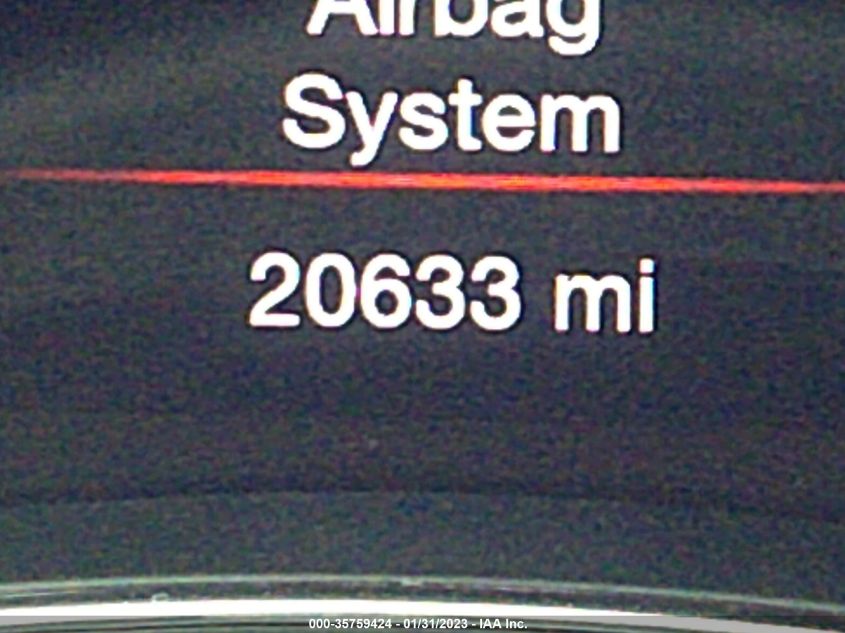 Airbag
System
20633 mi
000-35759424 - 01/31/2023 - IAA Inc.